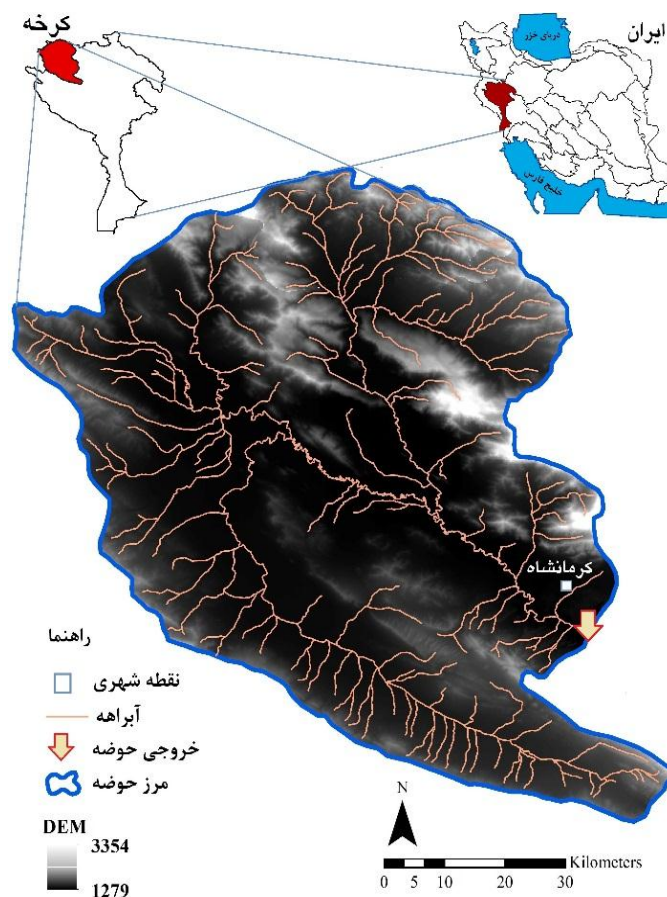 کرخه
ایران
دریای خزر
خلیج فارس
کرمانشاه
راهنما
نقطه شهری
آبراهه
خروجی حوضه
مرز حوضه
DEM
3354
1279
N
Kilometers
0 5 10 20 30